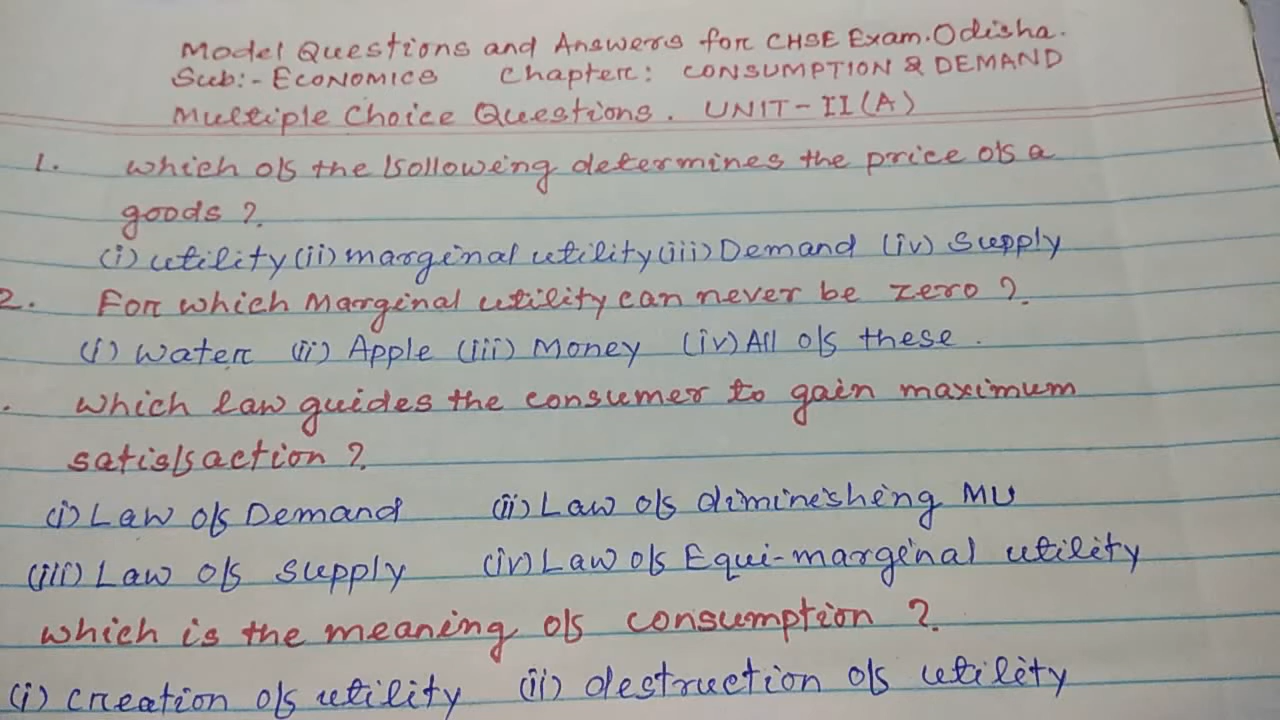 Model Questions and Answers for CHSE Exam. Odisha.
Sub:- ECONOMICS Chapter: CONSUMPTION & DEMAND
Multiple Choice Questions. UNIT-II(A)
1. which of the following determines the price of a
goods ?
(i) utility (ii) marginal utility (iii) Demand (iv) Supply
2. For which Marginal utility can never be zero ?
(i) Water (ii) Apple (iii) Money (iv) All of these.
. which law guides the consumer to gain maximum
satisfaction ?
(i) Law of Demand (ii) Law of diminishing MU
(iii) Law of supply (iv) Law of Equi-marginal utility
which is the meaning of consumption ?
(i) creation of utility (ii) destruction of utility